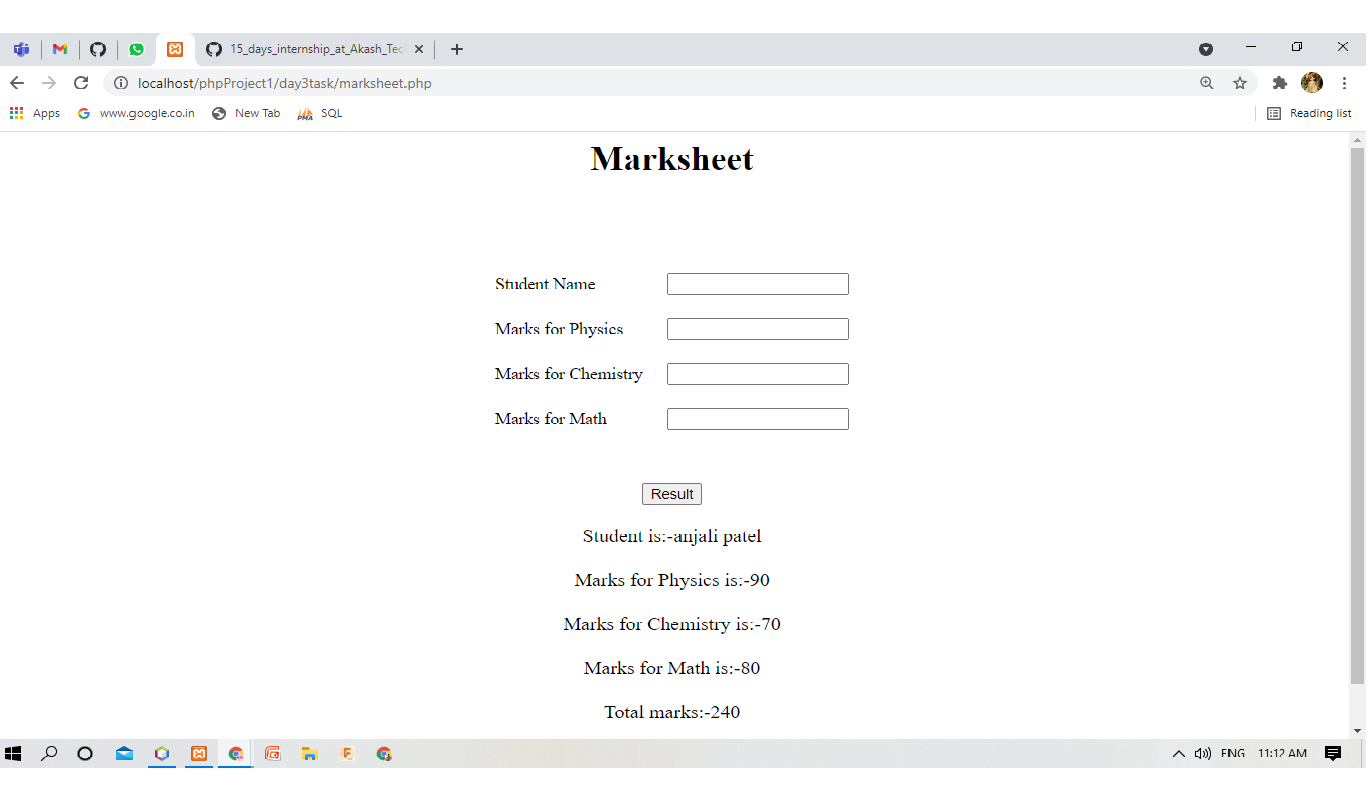 15_days_internship_at_Akash_Tec
localhost/phpProject1/day3task/marksheet.php
Apps www.google.co.in New Tab PMA SQL Reading list
Marksheet
Student Name
Marks for Physics
Marks for Chemistry
Marks for Math
Result
Student is:-anjali patel
Marks for Physics is:-90
Marks for Chemistry is:-70
Marks for Math is:-80
Total marks:-240
ENG 11:12 AM